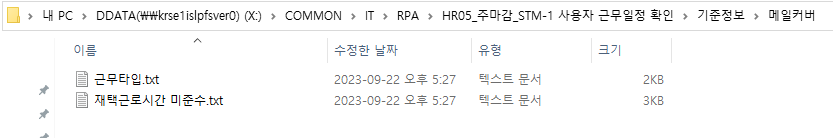 내 PC > DDATA(₩₩krse1islpfsver0) (X:) > COMMON > IT > RPA > HR05_주마감_STM-1 사용자 근무일정 확인 > 기준정보 > 메일커버
이름 수정한 날짜 유형 크기
근무타입.txt 2023-09-22 오후 5:27 텍스트 문서 2KB
재택근로시간 미준수.txt 2023-09-22 오후 5:27 텍스트 문서 3KB